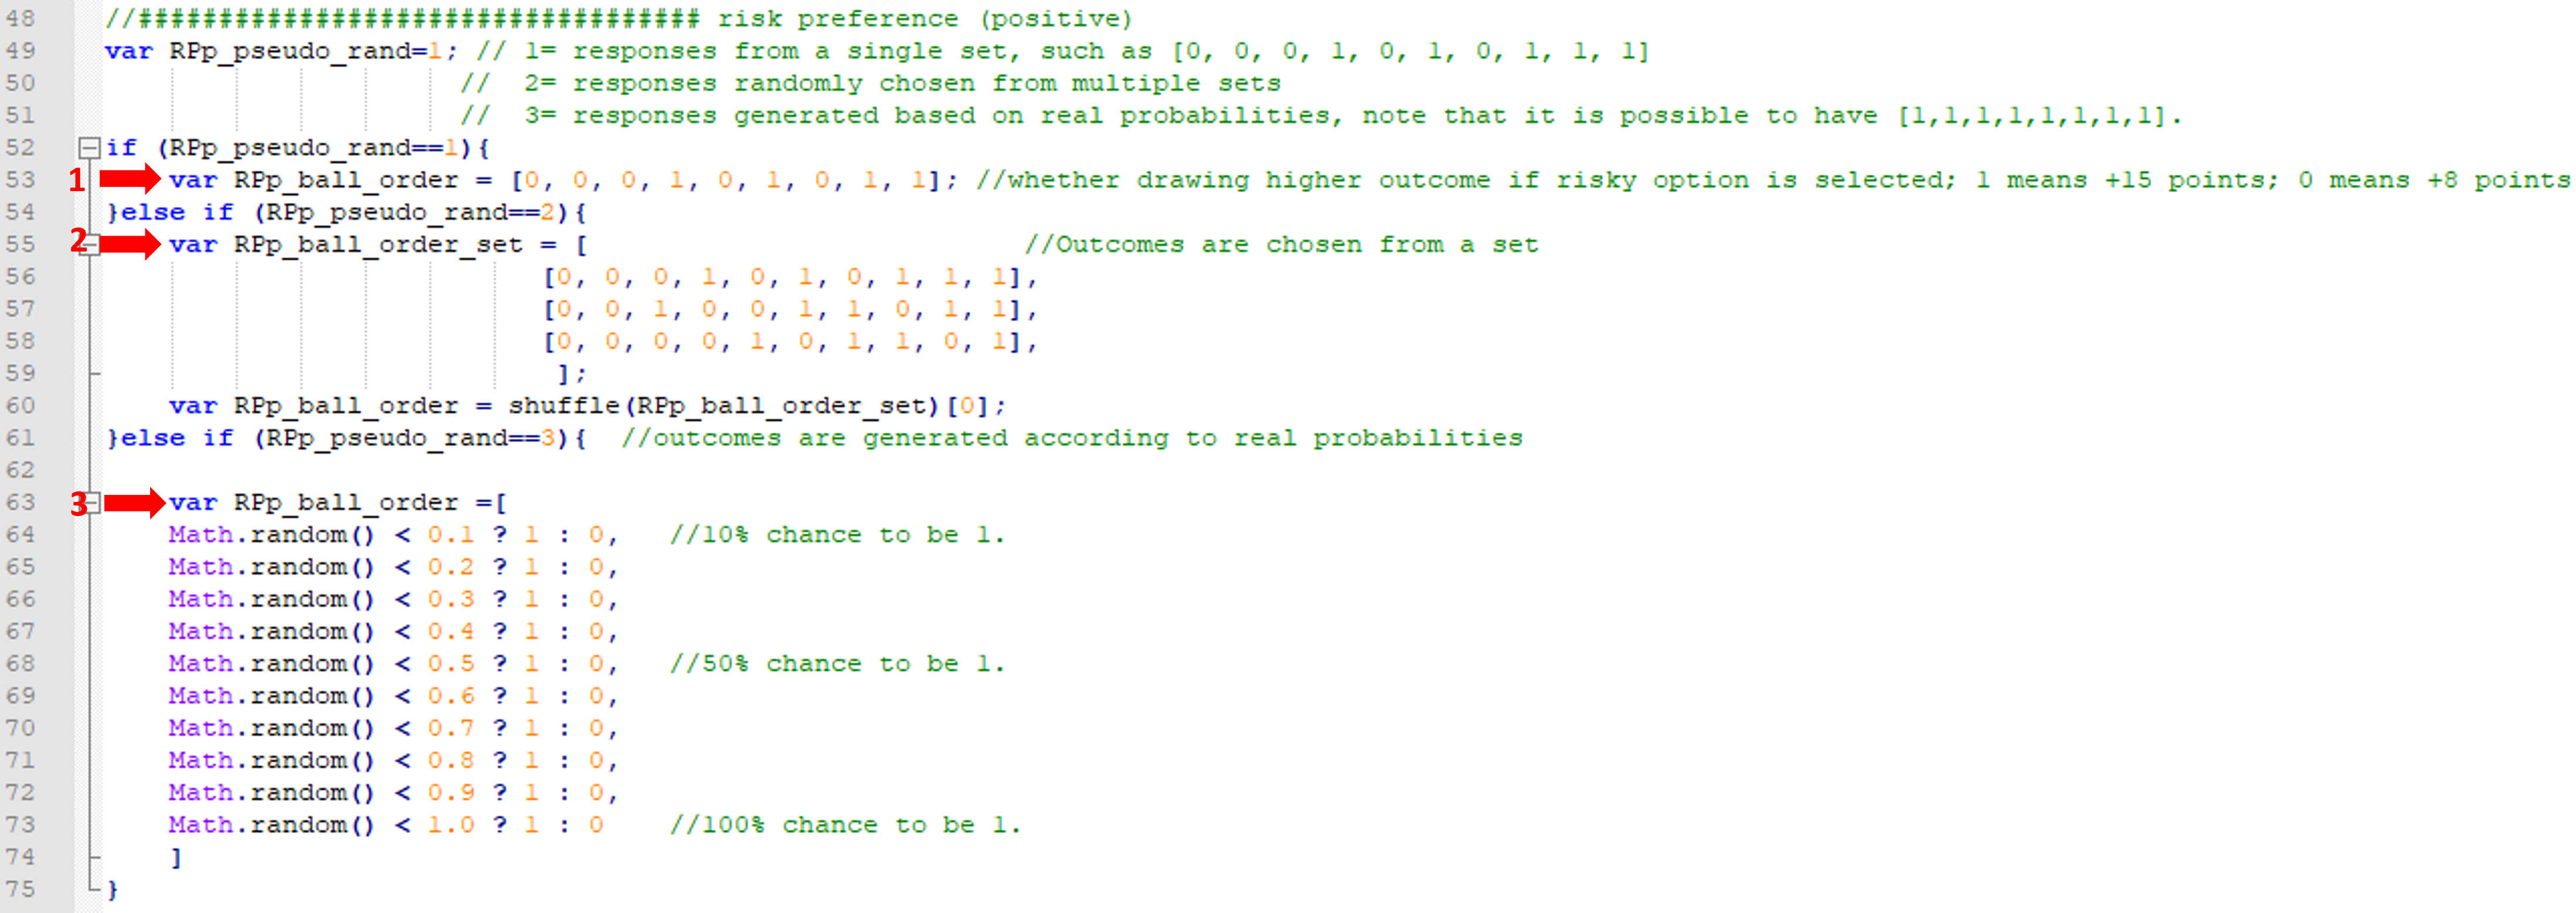 48 //################################### risk preference (positive)
49 var RPp_pseudo_rand=1; // 1= responses from a single set, such as [0, 0, 0, 1, 0, 1, 0, 1, 1, 1]
50 //  2= responses randomly chosen from multiple sets
51 //  3= responses generated based on real probabilities, note that it is possible to have [1,1,1,1,1,1,1,1].
52 if (RPp_pseudo_rand==1){
53 1 var RPp_ball_order = [0, 0, 0, 1, 0, 1, 0, 1, 1]; //whether drawing higher outcome if risky option is selected; 1 means +15 points; 0 means +8 points
54 }else if (RPp_pseudo_rand==2){
55 2 var RPp_ball_order_set = [ //Outcomes are chosen from a set
56 [0, 0, 0, 1, 0, 1, 0, 1, 1, 1],
57 [0, 0, 1, 0, 0, 1, 1, 0, 1, 1],
58 [0, 0, 0, 0, 1, 0, 1, 1, 0, 1],
59 ];
60 var RPp_ball_order = shuffle(RPp_ball_order_set)[0];
61 }else if (RPp_pseudo_rand==3){ //outcomes are generated according to real probabilities
62
63 3 var RPp_ball_order =[
64 Math.random() < 0.1 ? 1 : 0, //10% chance to be 1.
65 Math.random() < 0.2 ? 1 : 0,
66 Math.random() < 0.3 ? 1 : 0,
67 Math.random() < 0.4 ? 1 : 0,
68 Math.random() < 0.5 ? 1 : 0, //50% chance to be 1.
69 Math.random() < 0.6 ? 1 : 0,
70 Math.random() < 0.7 ? 1 : 0,
71 Math.random() < 0.8 ? 1 : 0,
72 Math.random() < 0.9 ? 1 : 0,
73 Math.random() < 1.0 ? 1 : 0 //100% chance to be 1.
74 ]
75 }